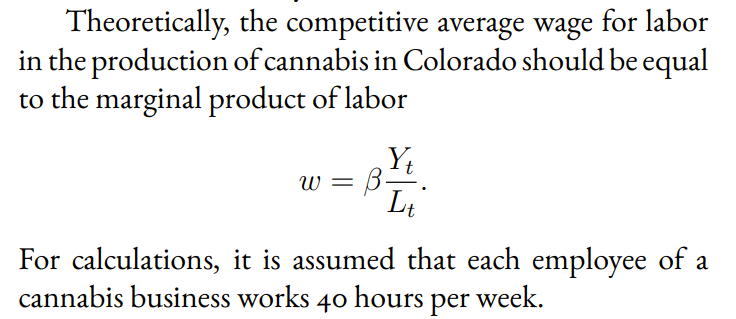 Theoretically, the competitive average wage for labor
in the production of cannabis in Colorado should be equal
to the marginal product of labor
w = β Y_t / L_t.
For calculations, it is assumed that each employee of a
cannabis business works 40 hours per week.